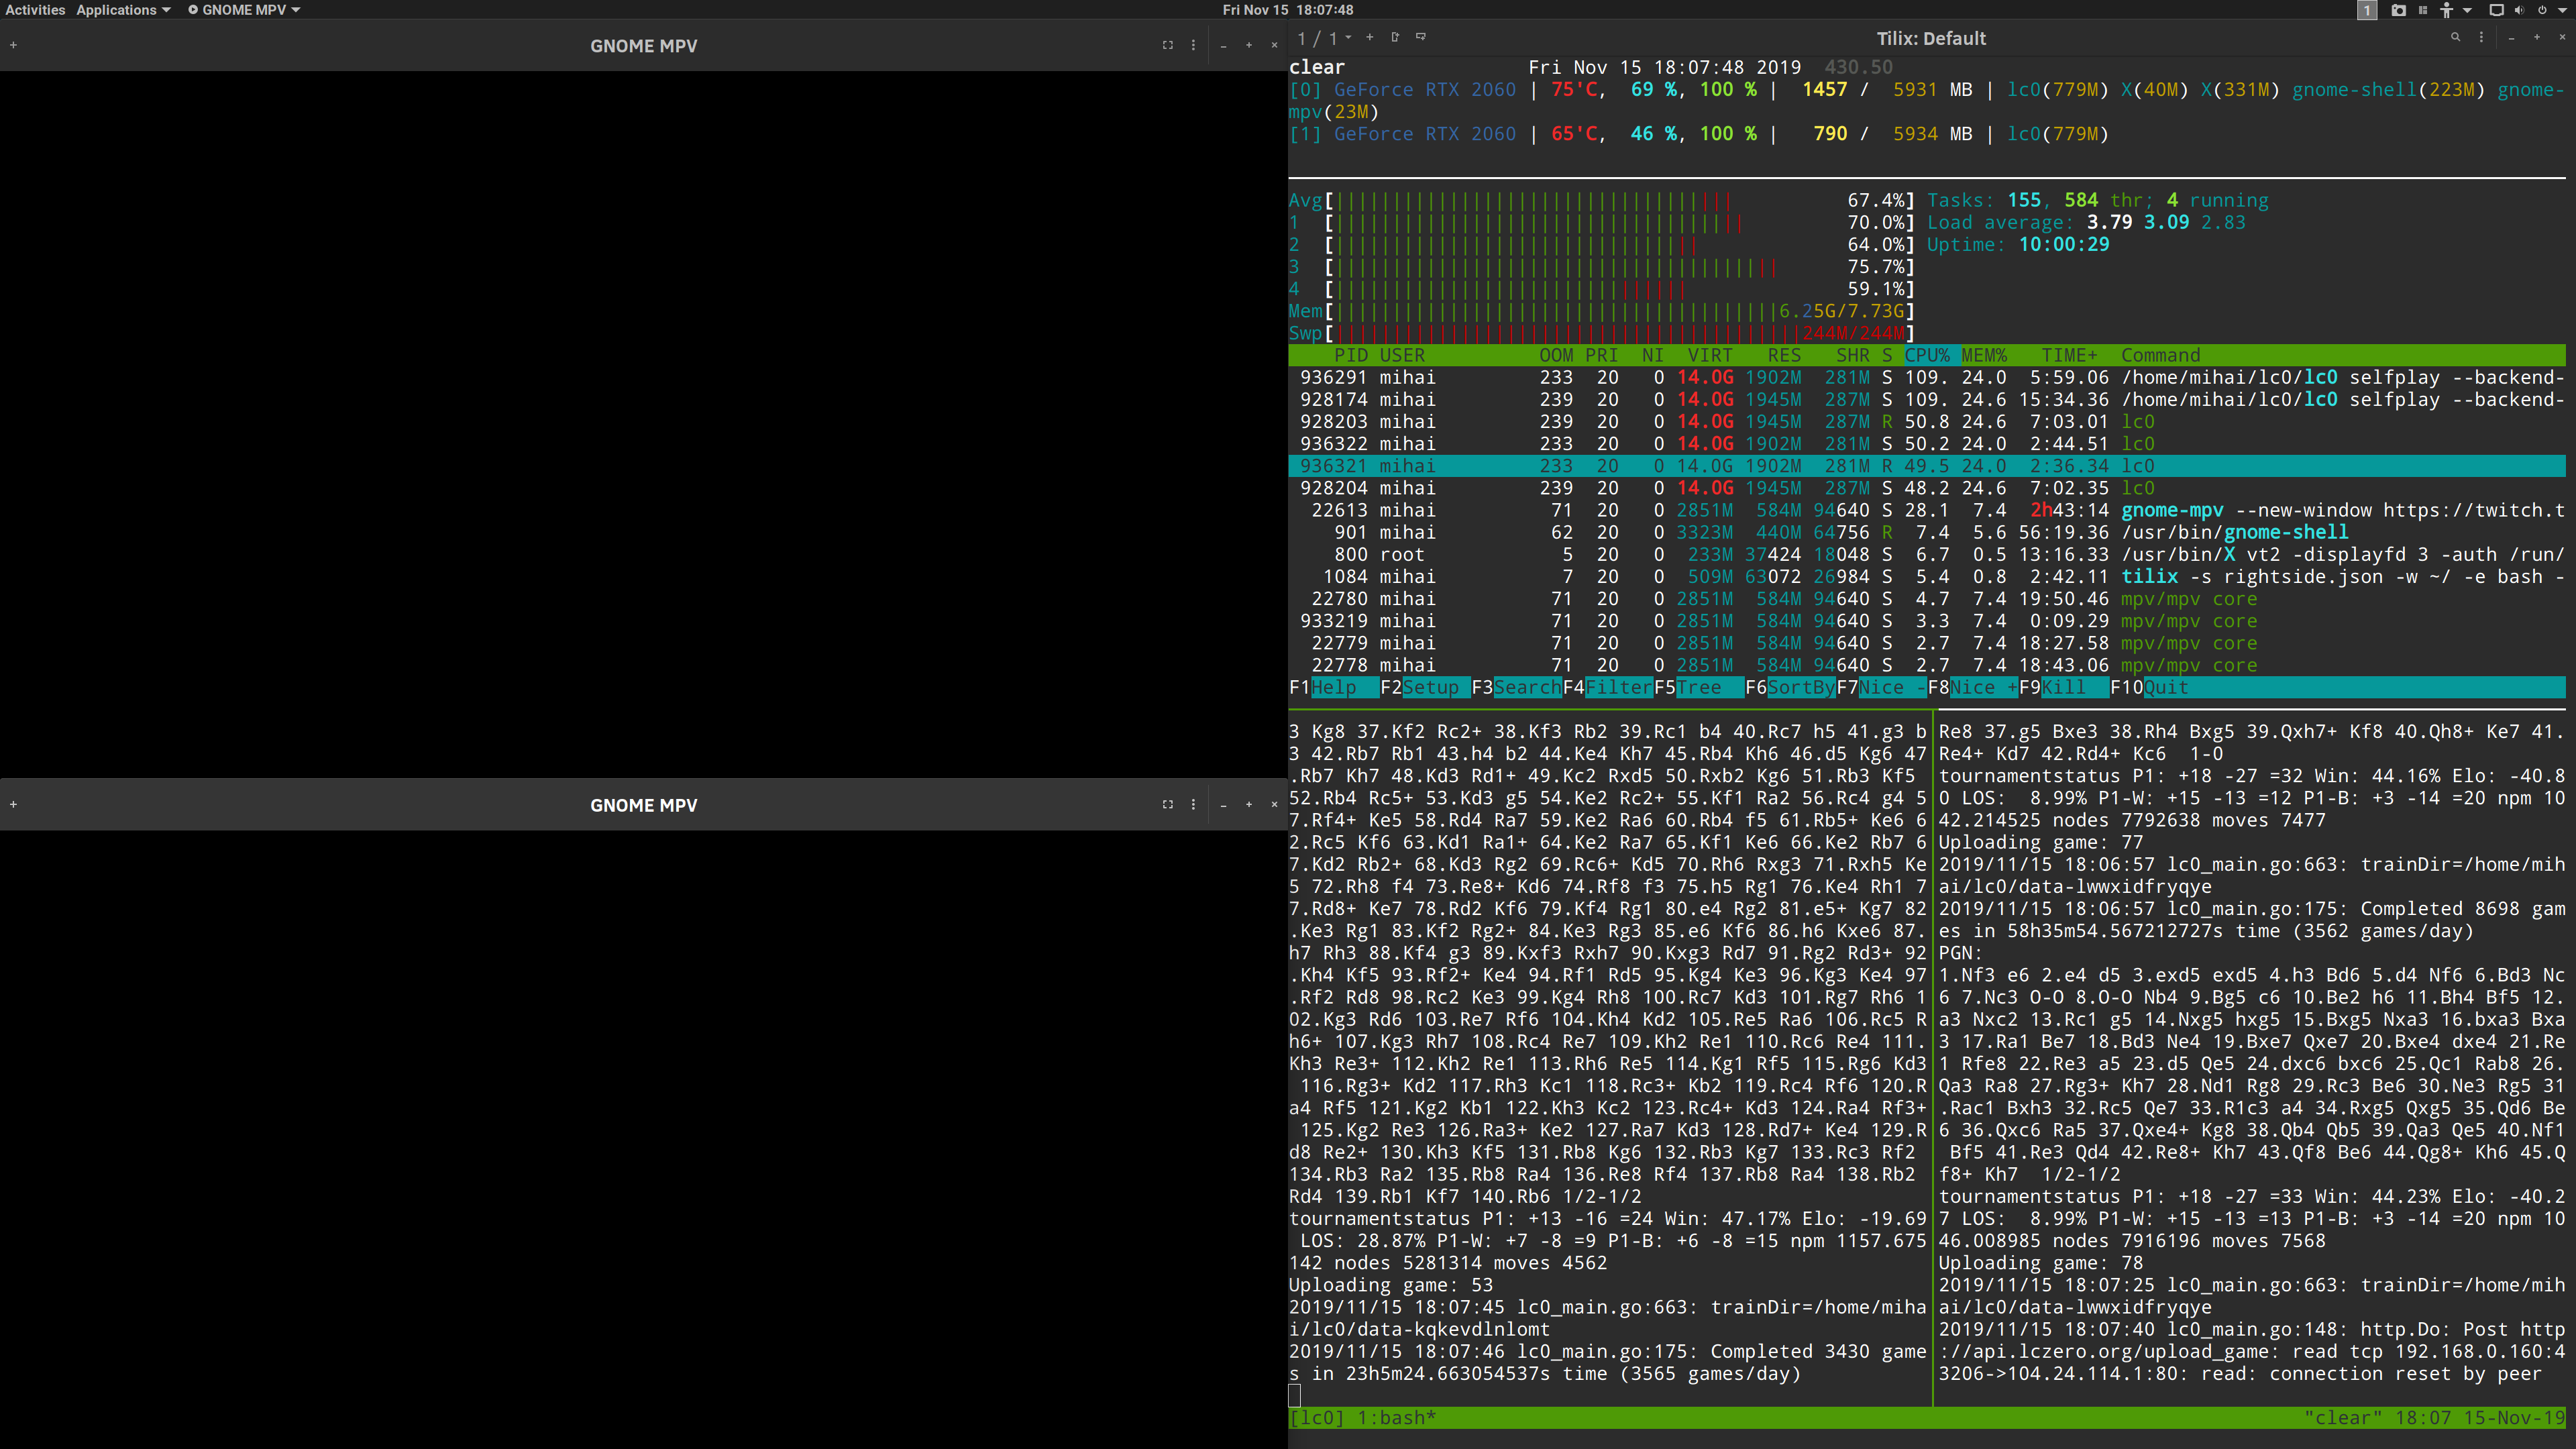 Activities Applications GNOME MPV Fri Nov 15 18:07:48 1
GNOME MPV
GNOME MPV
1 / 1 Tilix: Default
clear Fri Nov 15 18:07:48 2019 430.50
[0] GeForce RTX 2060 | 75'C, 69 %, 100 % | 1457 / 5931 MB | lc0(779M) X(40M) X(331M) gnome-shell(223M) gnome-
mpv(23M)
[1] GeForce RTX 2060 | 65'C, 46 %, 100 % | 790 / 5934 MB | lc0(779M)
Avg[ 67.4%] Tasks: 155, 584 thr; 4 running
1 [ 70.0%] Load average: 3.79 3.09 2.83
2 [ 64.0%] Uptime: 10:00:29
3 [ 75.7%]
4 [ 59.1%]
Mem[ 6.25G/7.73G]
Swp[ 244M/244M]
PID USER OOM PRI NI VIRT RES SHR S CPU% MEM% TIME+ Command
936291 mihai 233 20 0 14.0G 1902M 281M S 109. 24.0 5:59.06 /home/mihai/lc0/lc0 selfplay --backend-
928174 mihai 239 20 0 14.0G 1945M 287M S 109. 24.6 15:34.36 /home/mihai/lc0/lc0 selfplay --backend-
928203 mihai 239 20 0 14.0G 1945M 287M R 50.8 24.6 7:03.01 lc0
936322 mihai 233 20 0 14.0G 1902M 281M S 50.2 24.0 2:44.51 lc0
936321 mihai 233 20 0 14.0G 1902M 281M R 49.5 24.0 2:36.34 lc0
928204 mihai 239 20 0 14.0G 1945M 287M S 48.2 24.6 7:02.35 lc0
22613 mihai 71 20 0 2851M 584M 94640 S 28.1 7.4 2h43:14 gnome-mpv --new-window https://twitch.t
901 mihai 62 20 0 3323M 440M 64756 R 7.4 5.6 56:19.36 /usr/bin/gnome-shell
800 root 5 20 0 233M 37424 18048 S 6.7 0.5 13:16.33 /usr/bin/X vt2 -displayfd 3 -auth /run/
1084 mihai 7 20 0 509M 63072 26984 S 5.4 0.8 2:42.11 tilix -s rightside.json -w ~/ -e bash -
22780 mihai 71 20 0 2851M 584M 94640 S 4.7 7.4 19:50.46 mpv/mpv core
933219 mihai 71 20 0 2851M 584M 94640 S 3.3 7.4 0:09.29 mpv/mpv core
22779 mihai 71 20 0 2851M 584M 94640 S 2.7 7.4 18:27.58 mpv/mpv core
22778 mihai 71 20 0 2851M 584M 94640 S 2.7 7.4 18:43.06 mpv/mpv core
F1Help F2Setup F3SearchF4FilterF5Tree F6SortByF7Nice -F8Nice +F9Kill F10Quit
3 Kg8 37.Kf2 Rc2+ 38.Kf3 Rb2 39.Rc1 b4 40.Rc7 h5 41.g3 b
3 42.Rb7 Rb1 43.h4 b2 44.Ke4 Kh7 45.Rb4 Kh6 46.d5 Kg6 47
.Rb7 Kh7 48.Kd3 Rd1+ 49.Kc2 Rxd5 50.Rxb2 Kg6 51.Rb3 Kf5
52.Rb4 Rc5+ 53.Kd3 g5 54.Ke2 Rc2+ 55.Kf1 Ra2 56.Rc4 g4 5
7.Rf4+ Ke5 58.Rd4 Ra7 59.Ke2 Ra6 60.Rb4 f5 61.Rb5+ Ke6 6
2.Rc5 Kf6 63.Kd1 Ra1+ 64.Ke2 Ra7 65.Kf1 Ke6 66.Ke2 Rb7 6
7.Kd2 Rb2+ 68.Kd3 Rg2 69.Rc6+ Kd5 70.Rh6 Rxg3 71.Rxh5 Ke
5 72.Rh8 f4 73.Re8+ Kd6 74.Rf8 f3 75.h5 Rg1 76.Ke4 Rh1 7
7.Rd8+ Ke7 78.Rd2 Kf6 79.Kf4 Rg1 80.e4 Rg2 81.e5+ Kg7 82
.Ke3 Rg1 83.Kf2 Rg2+ 84.Ke3 Rg3 85.e6 Kf6 86.h6 Kxe6 87.
h7 Rh3 88.Kf4 g3 89.Kxf3 Rxh7 90.Kxg3 Rd7 91.Rg2 Rd3+ 92
.Kh4 Kf5 93.Rf2+ Ke4 94.Rf1 Rd5 95.Kg4 Ke3 96.Kg3 Ke4 97
.Rf2 Rd8 98.Rc2 Ke3 99.Kg4 Rh8 100.Rc7 Kd3 101.Rg7 Rh6 1
02.Kg3 Rd6 103.Re7 Rf6 104.Kh4 Kd2 105.Re5 Ra6 106.Rc5 R
h6+ 107.Kg3 Rh7 108.Rc4 Re7 109.Kh2 Re1 110.Rc6 Re4 111.
Kh3 Re3+ 112.Kh2 Re1 113.Rh6 Re5 114.Kg1 Rf5 115.Rg6 Kd3
116.Rg3+ Kd2 117.Rh3 Kc1 118.Rc3+ Kb2 119.Rc4 Rf6 120.R
a4 Rf5 121.Kg2 Kb1 122.Kh3 Kc2 123.Rc4+ Kd3 124.Ra4 Rf3+
125.Kg2 Re3 126.Ra3+ Ke2 127.Ra7 Kd3 128.Rd7+ Ke4 129.R
d8 Re2+ 130.Kh3 Kf5 131.Rb8 Kg6 132.Rb3 Kg7 133.Rc3 Rf2
134.Rb3 Ra2 135.Rb8 Ra4 136.Re8 Rf4 137.Rb8 Ra4 138.Rb2
Rd4 139.Rb1 Kf7 140.Rb6 1/2-1/2
tournamentstatus P1: +13 -16 =24 Win: 47.17% Elo: -19.69
LOS: 28.87% P1-W: +7 -8 =9 P1-B: +6 -8 =15 npm 1157.675
142 nodes 5281314 moves 4562
Uploading game: 53
2019/11/15 18:07:45 lc0_main.go:663: trainDir=/home/miha
i/lc0/data-kqkevdlnlomt
2019/11/15 18:07:46 lc0_main.go:175: Completed 3430 game
s in 23h5m24.663054537s time (3565 games/day)
Re8 37.g5 Bxe3 38.Rh4 Bxg5 39.Qxh7+ Kf8 40.Qh8+ Ke7 41.
Re4+ Kd7 42.Rd4+ Kc6 1-0
tournamentstatus P1: +18 -27 =32 Win: 44.16% Elo: -40.8
0 LOS: 8.99% P1-W: +15 -13 =12 P1-B: +3 -14 =20 npm 10
42.214525 nodes 7792638 moves 7477
Uploading game: 77
2019/11/15 18:06:57 lc0_main.go:663: trainDir=/home/mih
ai/lc0/data-lwwxidfryqye
2019/11/15 18:06:57 lc0_main.go:175: Completed 8698 gam
es in 58h35m54.567212727s time (3562 games/day)
PGN:
1.Nf3 e6 2.e4 d5 3.exd5 exd5 4.h3 Bd6 5.d4 Nf6 6.Bd3 Nc
6 7.Nc3 O-O 8.O-O Nb4 9.Bg5 c6 10.Be2 h6 11.Bh4 Bf5 12.
a3 Nxc2 13.Rc1 g5 14.Nxg5 hxg5 15.Bxg5 Nxa3 16.bxa3 Bxa
3 17.Ra1 Be7 18.Bd3 Ne4 19.Bxe7 Qxe7 20.Bxe4 dxe4 21.Re
1 Rfe8 22.Re3 a5 23.d5 Qe5 24.dxc6 bxc6 25.Qc1 Rab8 26.
Qa3 Ra8 27.Rg3+ Kh7 28.Nd1 Rg8 29.Rc3 Be6 30.Ne3 Rg5 31
.Rac1 Bxh3 32.Rc5 Qe7 33.R1c3 a4 34.Rxg5 Qxg5 35.Qd6 Be
6 36.Qxc6 Ra5 37.Qxe4+ Kg8 38.Qb4 Qb5 39.Qa3 Qe5 40.Nf1
Bf5 41.Re3 Qd4 42.Re8+ Kh7 43.Qf8 Be6 44.Qg8+ Kh6 45.Q
f8+ Kh7 1/2-1/2
tournamentstatus P1: +18 -27 =33 Win: 44.23% Elo: -40.2
7 LOS: 8.99% P1-W: +15 -13 =13 P1-B: +3 -14 =20 npm 10
46.008985 nodes 7916196 moves 7568
Uploading game: 78
2019/11/15 18:07:25 lc0_main.go:663: trainDir=/home/mih
ai/lc0/data-lwwxidfryqye
2019/11/15 18:07:40 lc0_main.go:148: http.Do: Post http
://api.lczero.org/upload_game: read tcp 192.168.0.160:4
3206->104.24.114.1:80: read: connection reset by peer
[lc0] 1:bash* "clear" 18:07 15-Nov-19